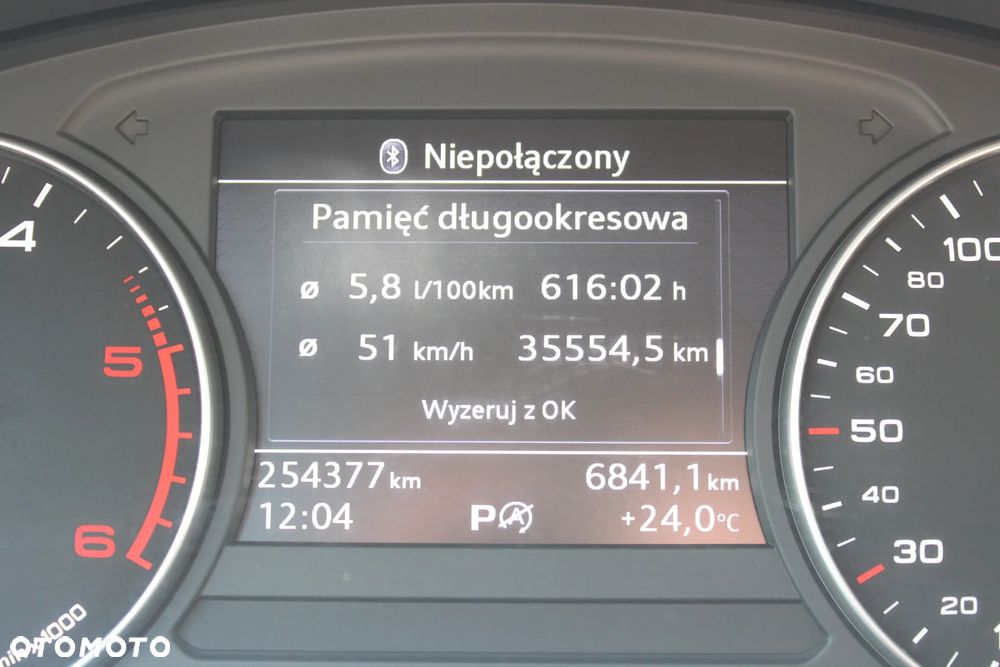 Niepołączony
Pamięć długookresowa
ø 5,8 l/100km 616:02 h
ø 51 km/h 35554,5 km
Wyzeruj z OK
254377 km 6841,1 km
12:04 P A +24,0°C
4
5
6
100
80
70
60
50
40
30
20
OTOMOTO